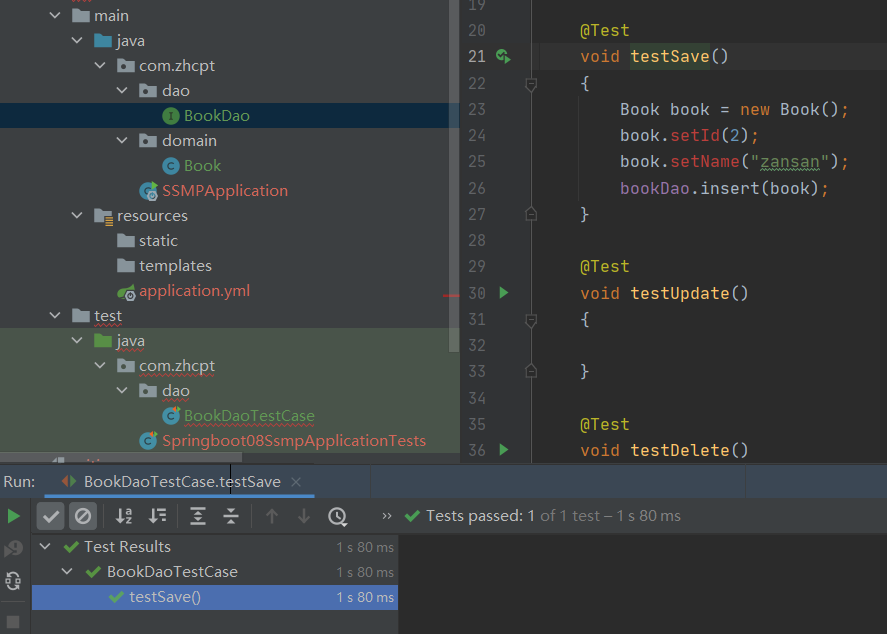 main
java
com.zhcpt
dao
BookDao
domain
Book
SSMPApplication
resources
static
templates
application.yml
test
java
com.zhcpt
dao
BookDaoTestCase
Springboot08SsmpApplicationTests
19
20 @Test
21 void testSave()
22 {
23 Book book = new Book();
24 book.setId(2);
25 book.setName("zansan");
26 bookDao.insert(book);
27 }
28
29 @Test
30 void testUpdate()
31 {
32
33 }
34
35 @Test
36 void testDelete()
Run: BookDaoTestCase.testSave
Tests passed: 1 of 1 test – 1 s 80 ms
Test Results 1 s 80 ms
BookDaoTestCase 1 s 80 ms
testSave() 1 s 80 ms